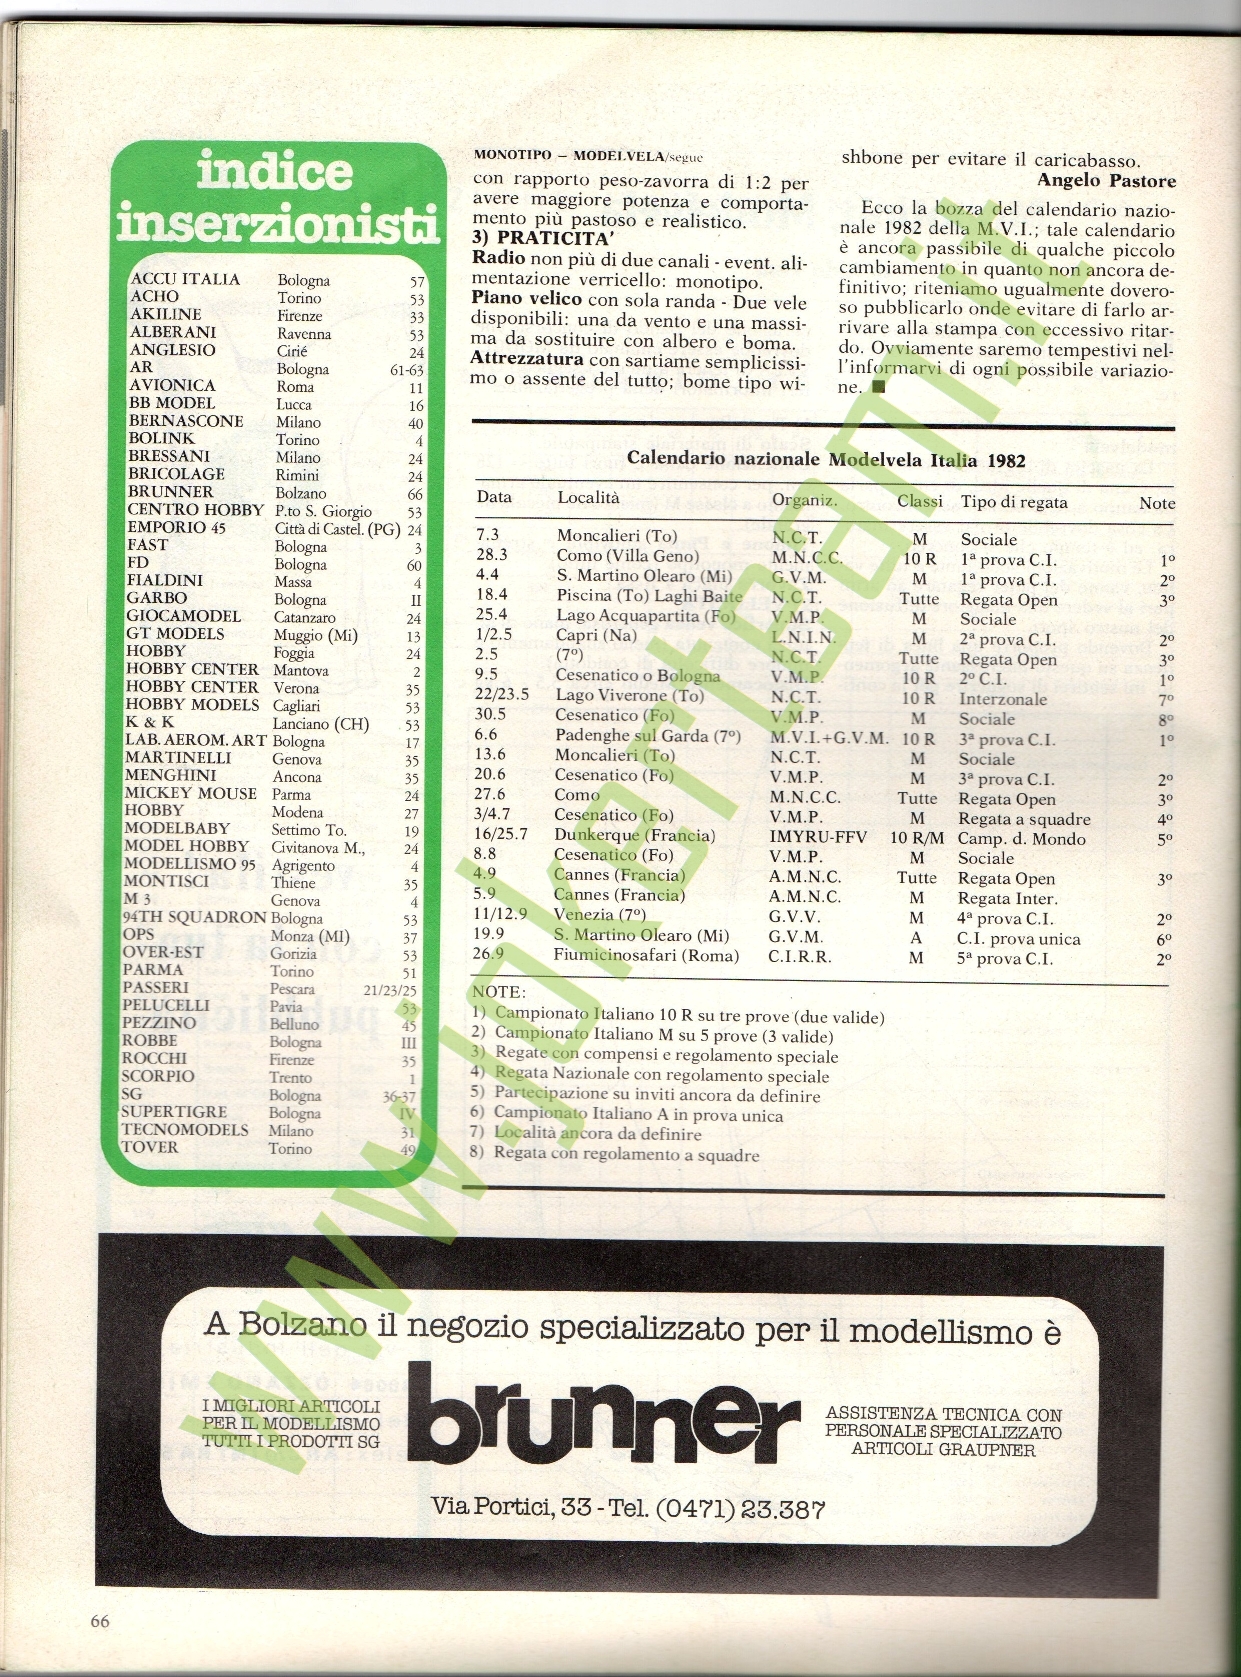 indice
inserzionisti
ACCU ITALIA Bologna 57
ACHO Torino 53
AKILINE Firenze 33
ALBERANI Ravenna 53
ANGLESIO Cirié 24
AR Bologna 61-63
AVIONICA Roma 11
BB MODEL Lucca 16
BERNASCONE Milano 40
BOLINK Torino 4
BRESSANI Milano 24
BRICOLAGE Rimini 24
BRUNNER Bolzano 66
CENTRO HOBBY P.to S. Giorgio 53
EMPORIO 45 Città di Castel. (PG) 24
FAST Bologna 3
FD Bologna 60
FIALDINI Massa 4
GARBO Bologna II
GIOCAMODEL Catanzaro 24
GT MODELS Muggio (Mi) 13
HOBBY Foggia 24
HOBBY CENTER Mantova 2
HOBBY CENTER Verona 35
HOBBY MODELS Cagliari 53
K & K Lanciano (CH) 53
LAB. AEROM. ART Bologna 17
MARTINELLI Genova 35
MENGHINI Ancona 35
MICKEY MOUSE Parma 24
HOBBY Modena 27
MODELBABY Settimo To. 19
MODEL HOBBY Civitanova M., 24
MODELLISMO 95 Agrigento 4
MONTISCI Thiene 35
M 3 Genova 4
94TH SQUADRON Bologna 53
OPS Monza (MI) 37
OVER-EST Gorizia 53
PARMA Torino 51
PASSERI Pescara 21/23/25
PELUCELLI Pavia 53
PEZZINO Belluno 45
ROBBE Bologna III
ROCCHI Firenze 35
SCORPIO Trento 1
SG Bologna 36-37
SUPERTIGRE Bologna IV
TECNOMODELS Milano 31
TOVER Torino 49
MONOTIPO – MODELVELA/segue
con rapporto peso-zavorra di 1:2 per
avere maggiore potenza e comporta-
mento più pastoso e realistico.
3) PRATICITA'
Radio non più di due canali - event. ali-
mentazione verricello: monotipo.
Piano velico con sola randa - Due vele
disponibili: una da vento e una massi-
ma da sostituire con albero e boma.
Attrezzatura con sartiame semplicissi-
mo o assente del tutto; bome tipo wi-
shbone per evitare il caricabasso.
Angelo Pastore
Ecco la bozza del calendario nazio-
nale 1982 della M.V.I.; tale calendario
è ancora passibile di qualche piccolo
cambiamento in quanto non ancora de-
finitivo; riteniamo ugualmente dovero-
so pubblicarlo onde evitare di farlo ar-
rivare alla stampa con eccessivo ritar-
do. Ovviamente saremo tempestivi nel-
l'informarvi di ogni possibile variazio-
ne. ■
Calendario nazionale Modelvela Italia 1982
Data Località Organiz. Classi Tipo di regata Note
7.3 Moncalieri (To) N.C.T. M Sociale
28.3 Como (Villa Geno) M.N.C.C. 10 R 1ª prova C.I. 1º
4.4 S. Martino Olearo (Mi) G.V.M. M 1ª prova C.I. 2º
18.4 Piscina (To) Laghi Baite N.C.T. Tutte Regata Open 3º
25.4 Lago Acquapartita (Fo) V.M.P. M Sociale
1/2.5 Capri (Na) L.N.I.N. M 2ª prova C.I. 2º
2.5 (7º) N.C.T. Tutte Regata Open 3º
9.5 Cesenatico o Bologna V.M.P. 10 R 2º C.I. 1º
22/23.5 Lago Viverone (To) N.C.T. 10 R Interzonale 7º
30.5 Cesenatico (Fo) V.M.P. M Sociale 8º
6.6 Padenghe sul Garda (7º) M.V.I.+G.V.M. 10 R 3ª prova C.I. 1º
13.6 Moncalieri (To) N.C.T. M Sociale
20.6 Cesenatico (Fo) V.M.P. M 3ª prova C.I. 2º
27.6 Como M.N.C.C. Tutte Regata Open 3º
3/4.7 Cesenatico (Fo) V.M.P. M Regata a squadre 4º
16/25.7 Dunkerque (Francia) IMYRU-FFV 10 R/M Camp. d. Mondo 5º
8.8 Cesenatico (Fo) V.M.P. M Sociale
4.9 Cannes (Francia) A.M.N.C. Tutte Regata Open 3º
5.9 Cannes (Francia) A.M.N.C. M Regata Inter.
11/12.9 Venezia (7º) G.V.V. M 4ª prova C.I. 2º
19.9 S. Martino Olearo (Mi) G.V.M. A C.I. prova unica 6º
26.9 Fiumicinosafari (Roma) C.I.R.R. M 5ª prova C.I. 2º
NOTE:
1) Campionato Italiano 10 R su tre prove (due valide)
2) Campionato Italiano M su 5 prove (3 valide)
3) Regate con compensi e regolamento speciale
4) Regata Nazionale con regolamento speciale
5) Partecipazione su inviti ancora da definire
6) Campionato Italiano A in prova unica
7) Località ancora da definire
8) Regata con regolamento a squadre
www.jokerteam.it
A Bolzano il negozio specializzato per il modellismo è
I MIGLIORI ARTICOLI
PER IL MODELLISMO
TUTTI I PRODOTTI SG
brunner
ASSISTENZA TECNICA CON
PERSONALE SPECIALIZZATO
ARTICOLI GRAUPNER
Via Portici, 33 - Tel. (0471) 23.387
66